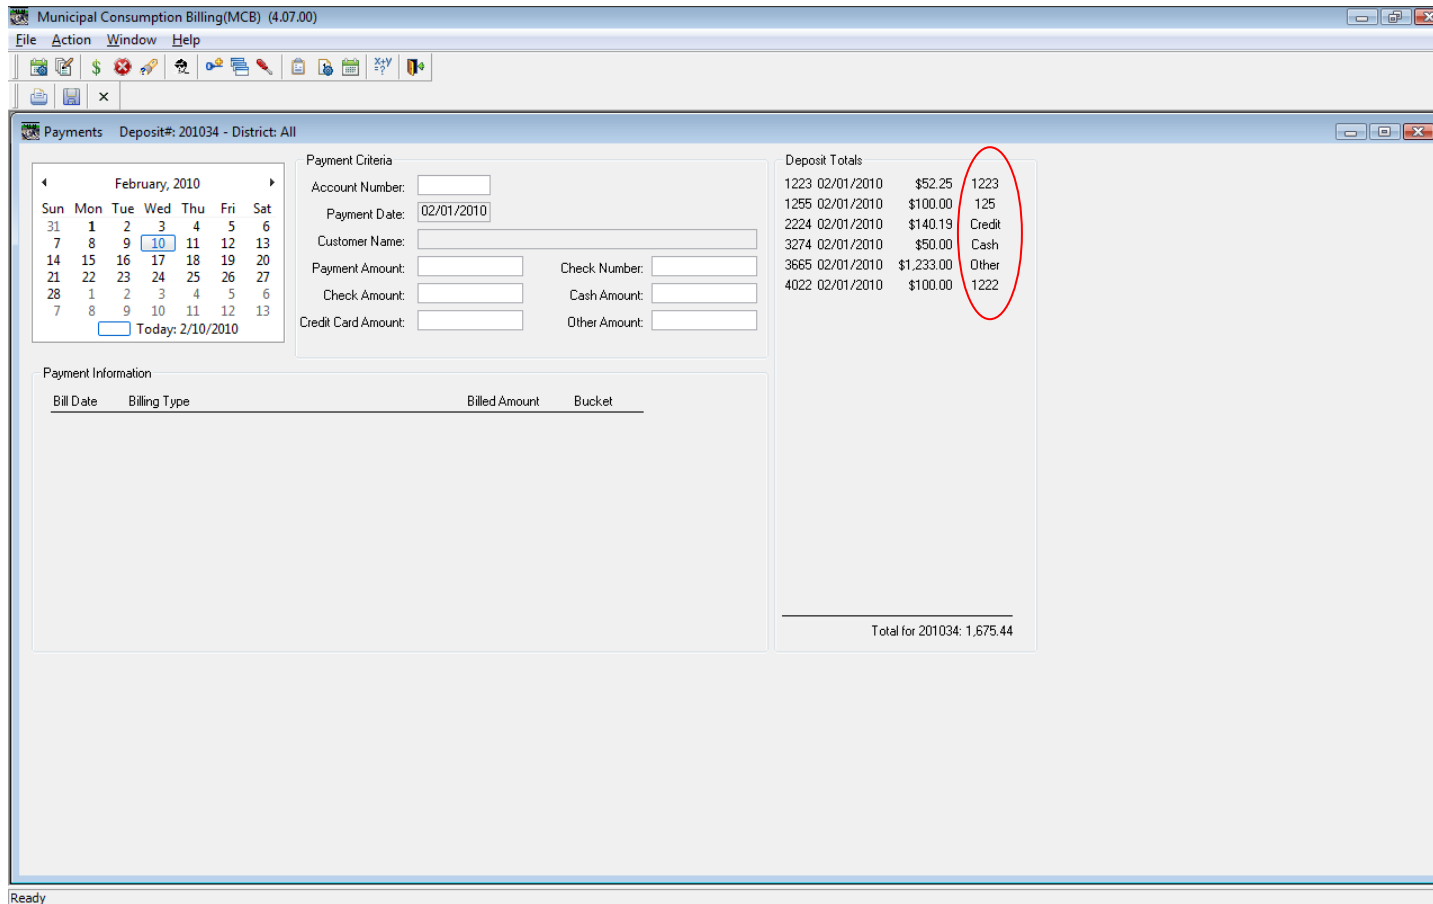 Municipal Consumption Billing(MCB) (4.07.00)
File Action Window Help
X+Y
=?
Payments Deposit#: 201034 - District: All
February, 2010
Sun Mon Tue Wed Thu Fri Sat
31 1 2 3 4 5 6
7 8 9 10 11 12 13
14 15 16 17 18 19 20
21 22 23 24 25 26 27
28 1 2 3 4 5 6
7 8 9 10 11 12 13
Today: 2/10/2010
Payment Criteria
Account Number:
Payment Date: 02/01/2010
Customer Name:
Payment Amount: Check Number:
Check Amount: Cash Amount:
Credit Card Amount: Other Amount:
Deposit Totals
1223 02/01/2010 $52.25 1223
1255 02/01/2010 $100.00 125
2224 02/01/2010 $140.19 Credit
3274 02/01/2010 $50.00 Cash
3665 02/01/2010 $1,233.00 Other
4022 02/01/2010 $100.00 1222
Total for 201034: 1,675.44
Payment Information
Bill Date Billing Type Billed Amount Bucket
Ready